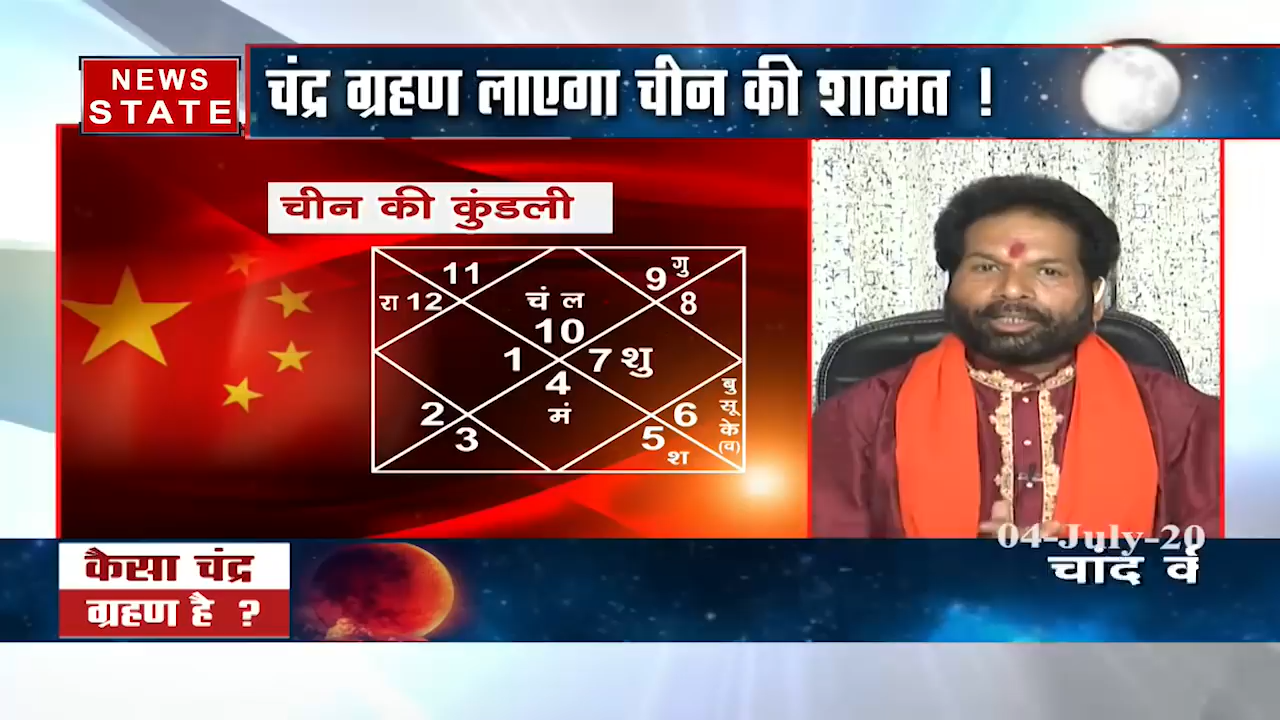 NEWS
STATE
चंद्र ग्रहण लाएगा चीन की शामत !
चीन की कुंडली
11
रा 12
चं ल
10
9 गु
8
1
7 शु
4
मं
2
3
6
5
श
बु
सू
के
(व)
04-July-20
चांद व
कैसा चंद्र
ग्रहण है ?